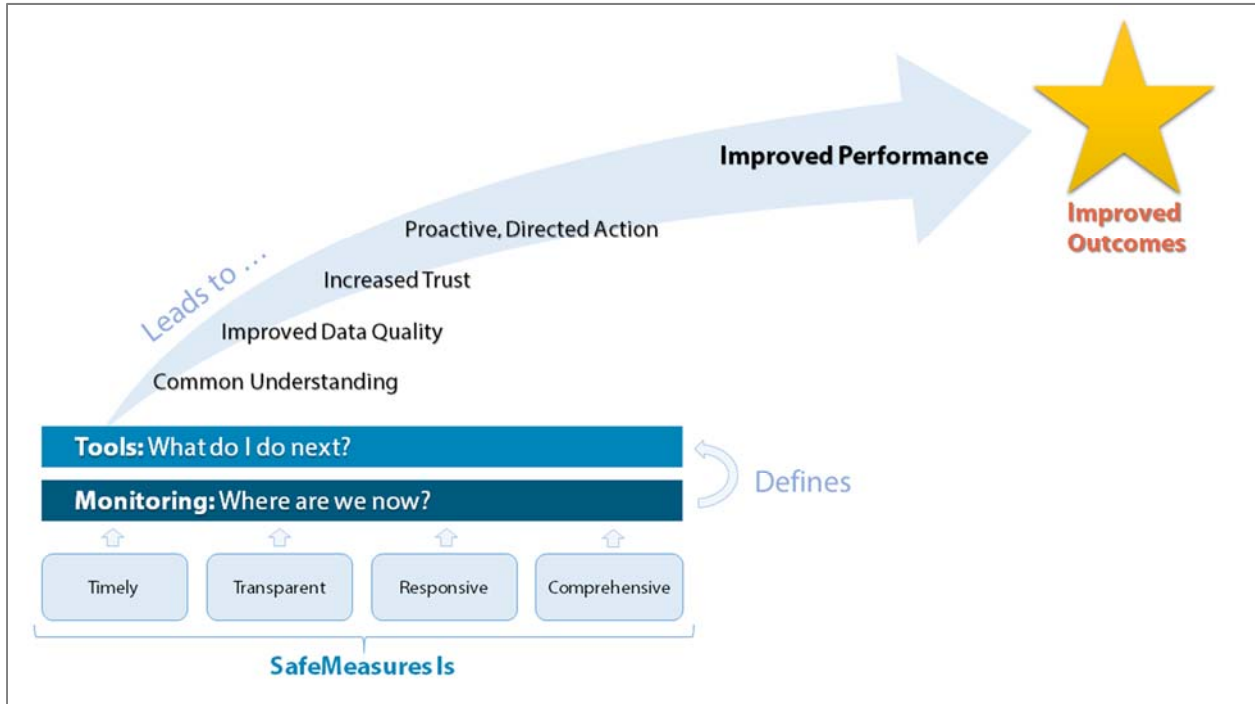 Improved Performance
Improved
Outcomes
Proactive, Directed Action
Leads to ...
Increased Trust
Improved Data Quality
Common Understanding
Tools: What do I do next?
Defines
Monitoring: Where are we now?
Timely
Transparent
Responsive
Comprehensive
SafeMeasures Is